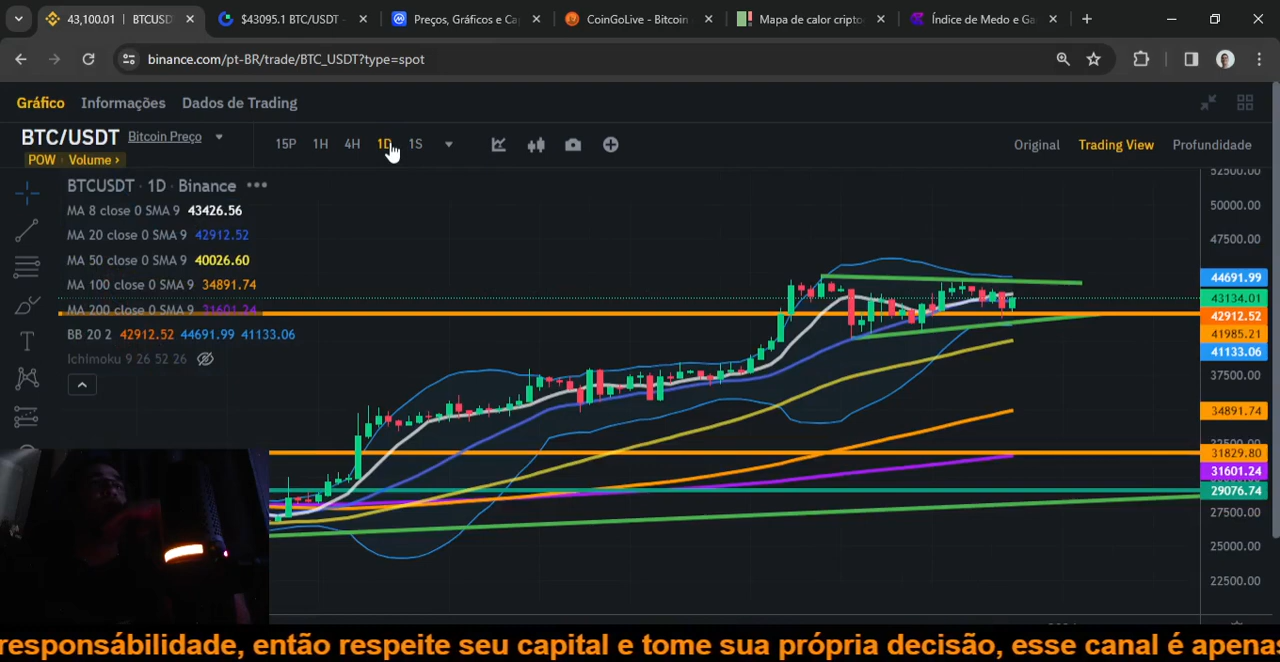 43,100.01 | BTCUSD
$43095.1 BTC/USDT -
Preços, Gráficos e Ca
CoinGoLive - Bitcoin
Mapa de calor cripto
Índice de Medo e Ga
binance.com/pt-BR/trade/BTC_USDT?type=spot
Gráfico Informações Dados de Trading
BTC/USDT Bitcoin Preço
POW · Volume ›
15P 1H 4H 1D 1S
Original Trading View Profundidade
BTCUSDT · 1D · Binance
MA 8 close 0 SMA 9 43426.56
MA 20 close 0 SMA 9 42912.52
MA 50 close 0 SMA 9 40026.60
MA 100 close 0 SMA 9 34891.74
MA 200 close 0 SMA 9 31601.24
BB 20 2 42912.52 44691.99 41133.06
Ichimoku 9 26 52 26
52500.00
50000.00
47500.00
44691.99
43134.01
42912.52
41985.21
41133.06
37500.00
34891.74
32500.00
31829.80
31601.24
29076.74
27500.00
25000.00
22500.00
responsábilidade, então respeite seu capital e tome sua própria decisão, esse canal é apenas